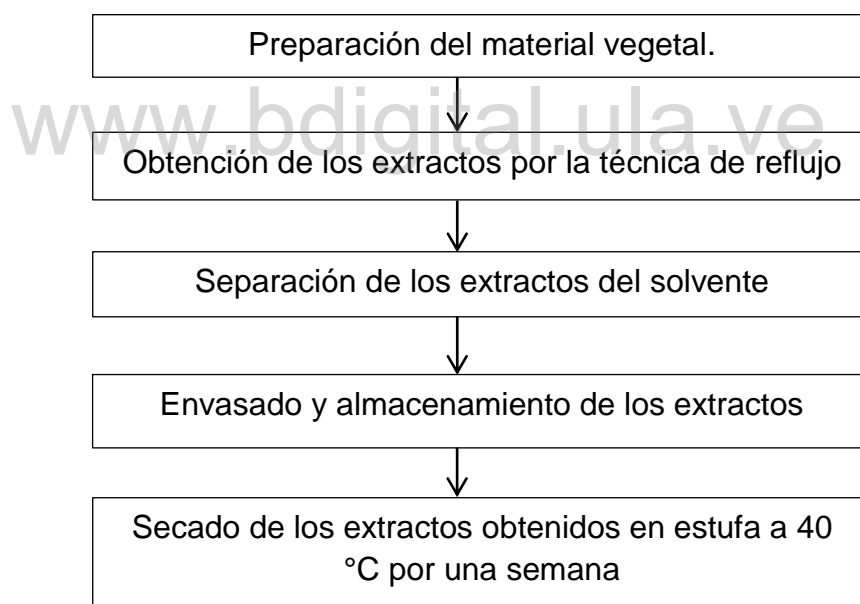 Preparación del material vegetal.
www.bdigital.ula.ve
Obtención de los extractos por la técnica de reflujo
Separación de los extractos del solvente
Envasado y almacenamiento de los extractos
Secado de los extractos obtenidos en estufa a 40
°C por una semana